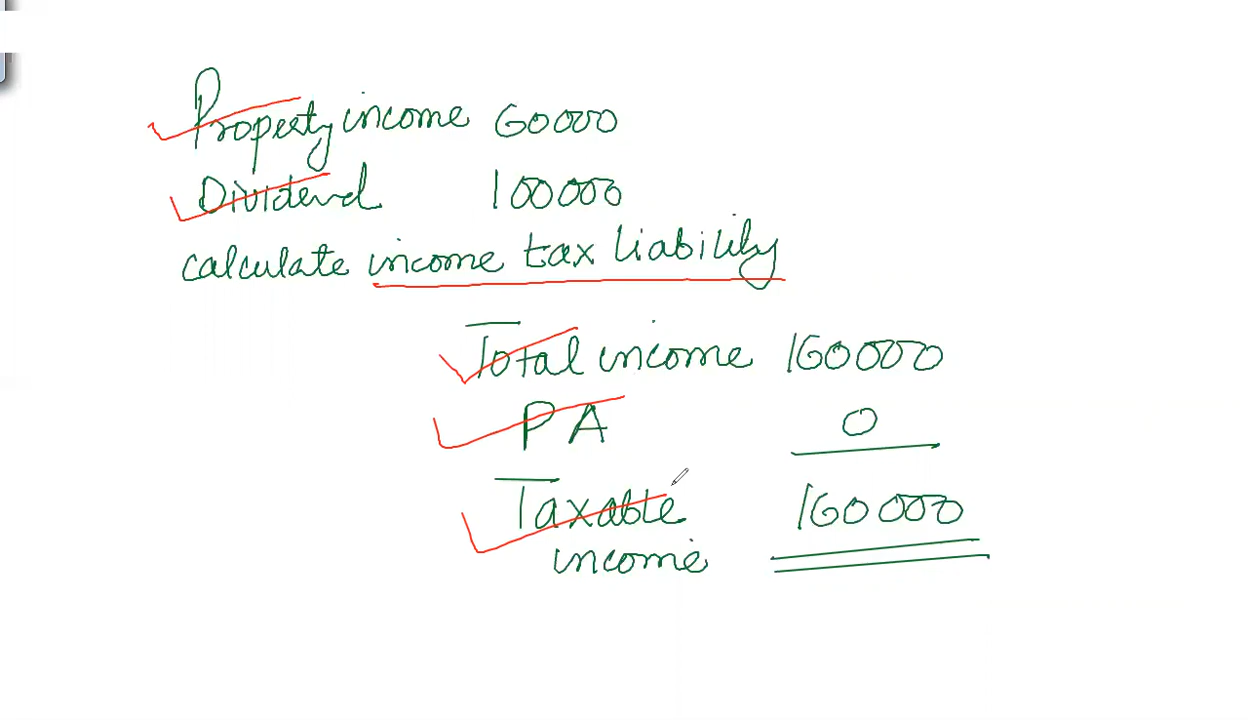 Property income 60000
Dividend 100000
calculate income tax liability
Total income 160000
PA 0
Taxable 160000
income